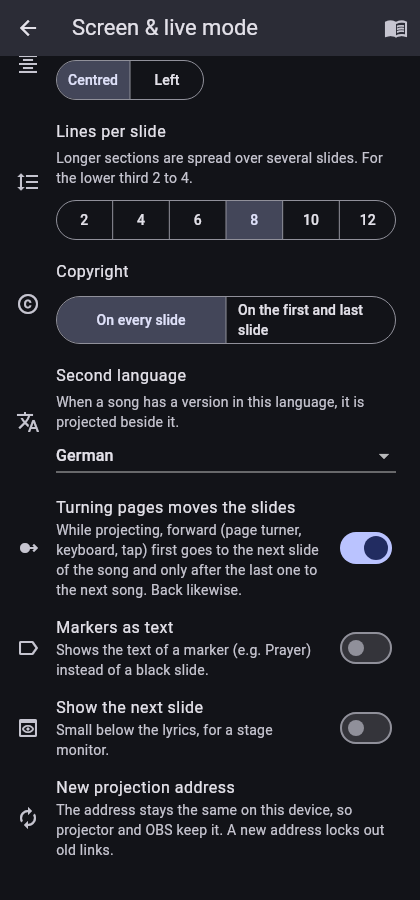 Screen & live mode
Centred
Left
Lines per slide
Longer sections are spread over several slides. For
the lower third 2 to 4.
2
4
6
8
10
12
Copyright
On every slide
On the first and last
slide
Second language
When a song has a version in this language, it is
projected beside it.
German
Turning pages moves the slides
While projecting, forward (page turner,
keyboard, tap) first goes to the next slide
of the song and only after the last one to
the next song. Back likewise.
Markers as text
Shows the text of a marker (e.g. Prayer)
instead of a black slide.
Show the next slide
Small below the lyrics, for a stage
monitor.
New projection address
The address stays the same on this device, so
projector and OBS keep it. A new address locks out
old links.